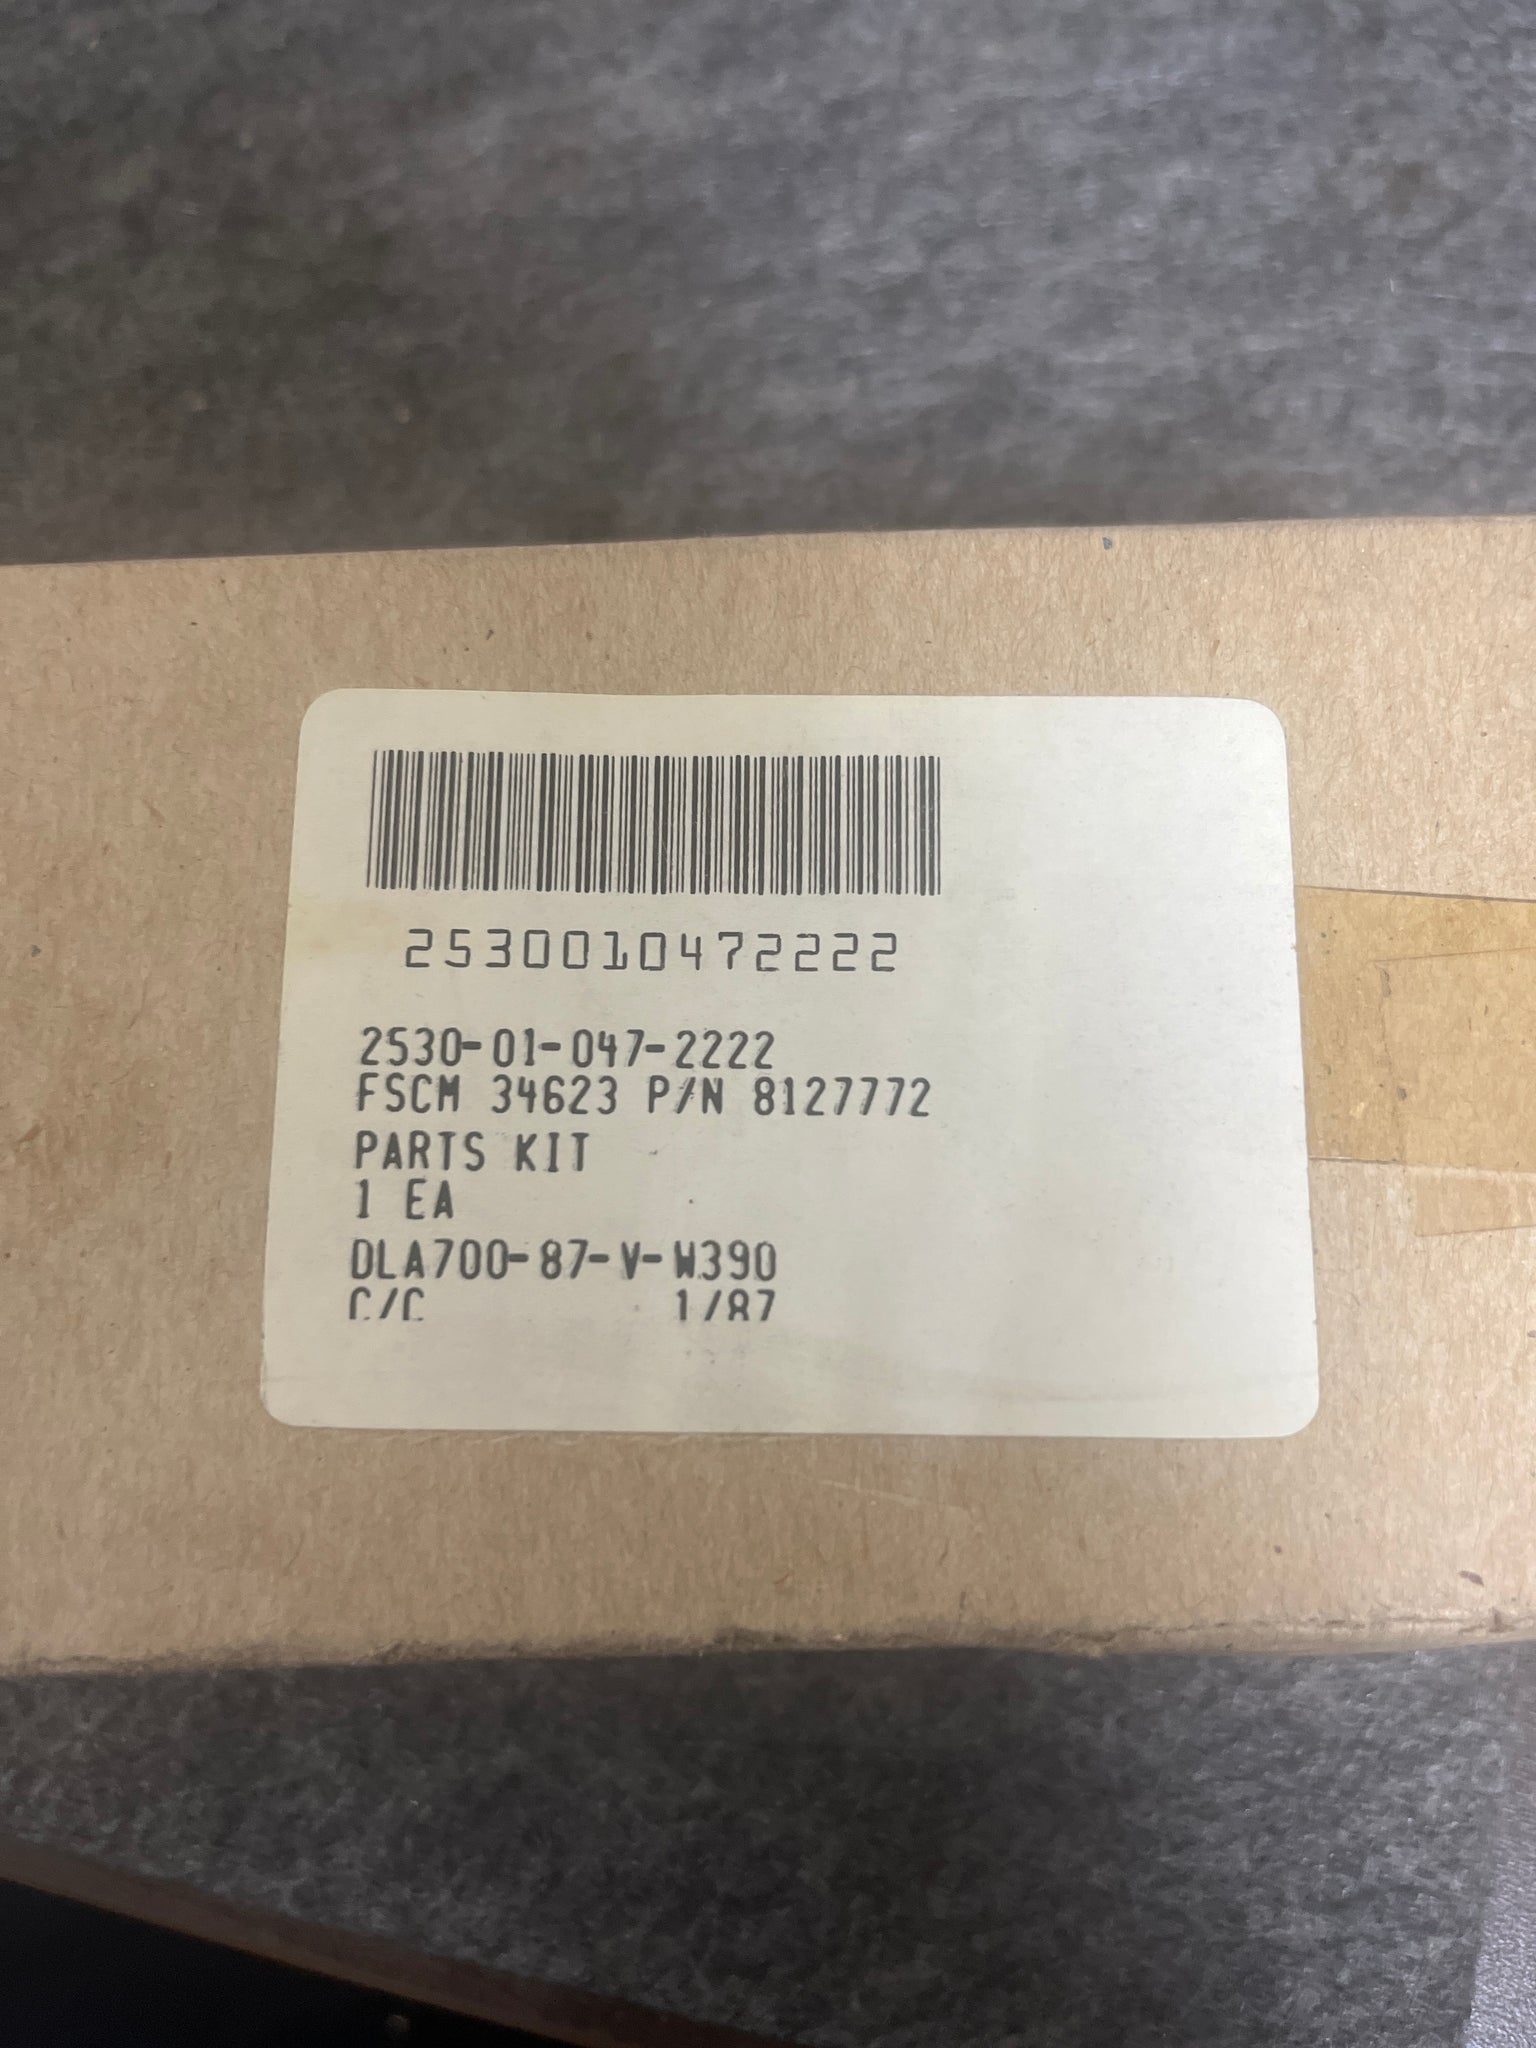 2530010472222
2530-01-047-2222
FSCM 34623 P/N 8127772
PARTS KIT
1 EA
DLA700-87-V-W390
C/C 1/87